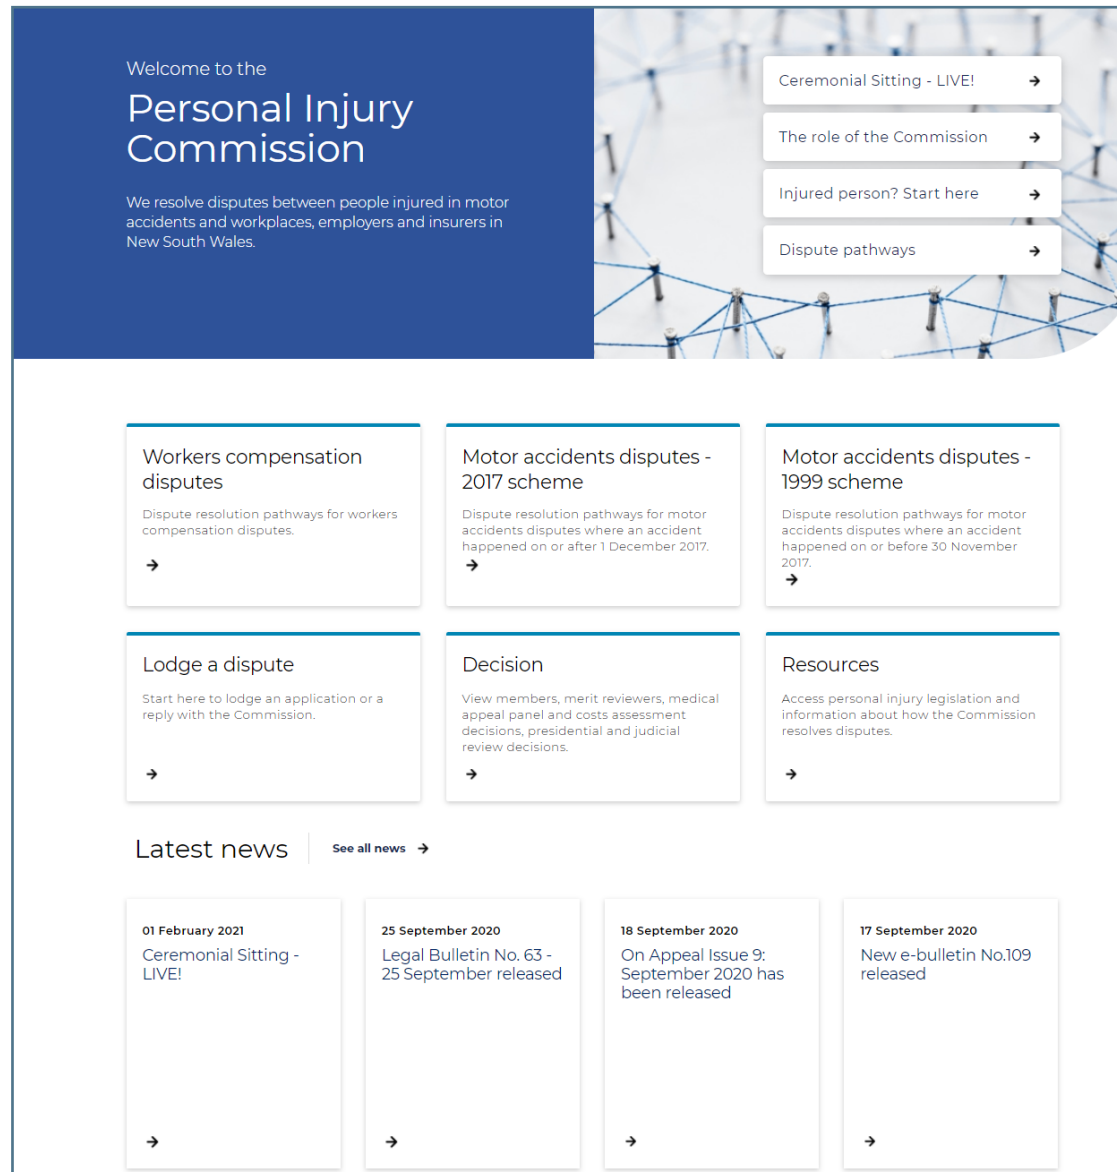 Welcome to the
Personal Injury
Commission
We resolve disputes between people injured in motor
accidents and workplaces, employers and insurers in
New South Wales.
Ceremonial Sitting - LIVE!
The role of the Commission
Injured person? Start here
Dispute pathways
Workers compensation
disputes
Dispute resolution pathways for workers
compensation disputes.
Motor accidents disputes -
2017 scheme
Dispute resolution pathways for motor
accidents disputes where an accident
happened on or after 1 December 2017.
Motor accidents disputes -
1999 scheme
Dispute resolution pathways for motor
accidents disputes where an accident
happened on or before 30 November
2017.
Lodge a dispute
Start here to lodge an application or a
reply with the Commission.
Decision
View members, merit reviewers, medical
appeal panel and costs assessment
decisions, presidential and judicial
review decisions.
Resources
Access personal injury legislation and
information about how the Commission
resolves disputes.
Latest news
See all news
01 February 2021
Ceremonial Sitting -
LIVE!
25 September 2020
Legal Bulletin No. 63 -
25 September released
18 September 2020
On Appeal Issue 9:
September 2020 has
been released
17 September 2020
New e-bulletin No.109
released